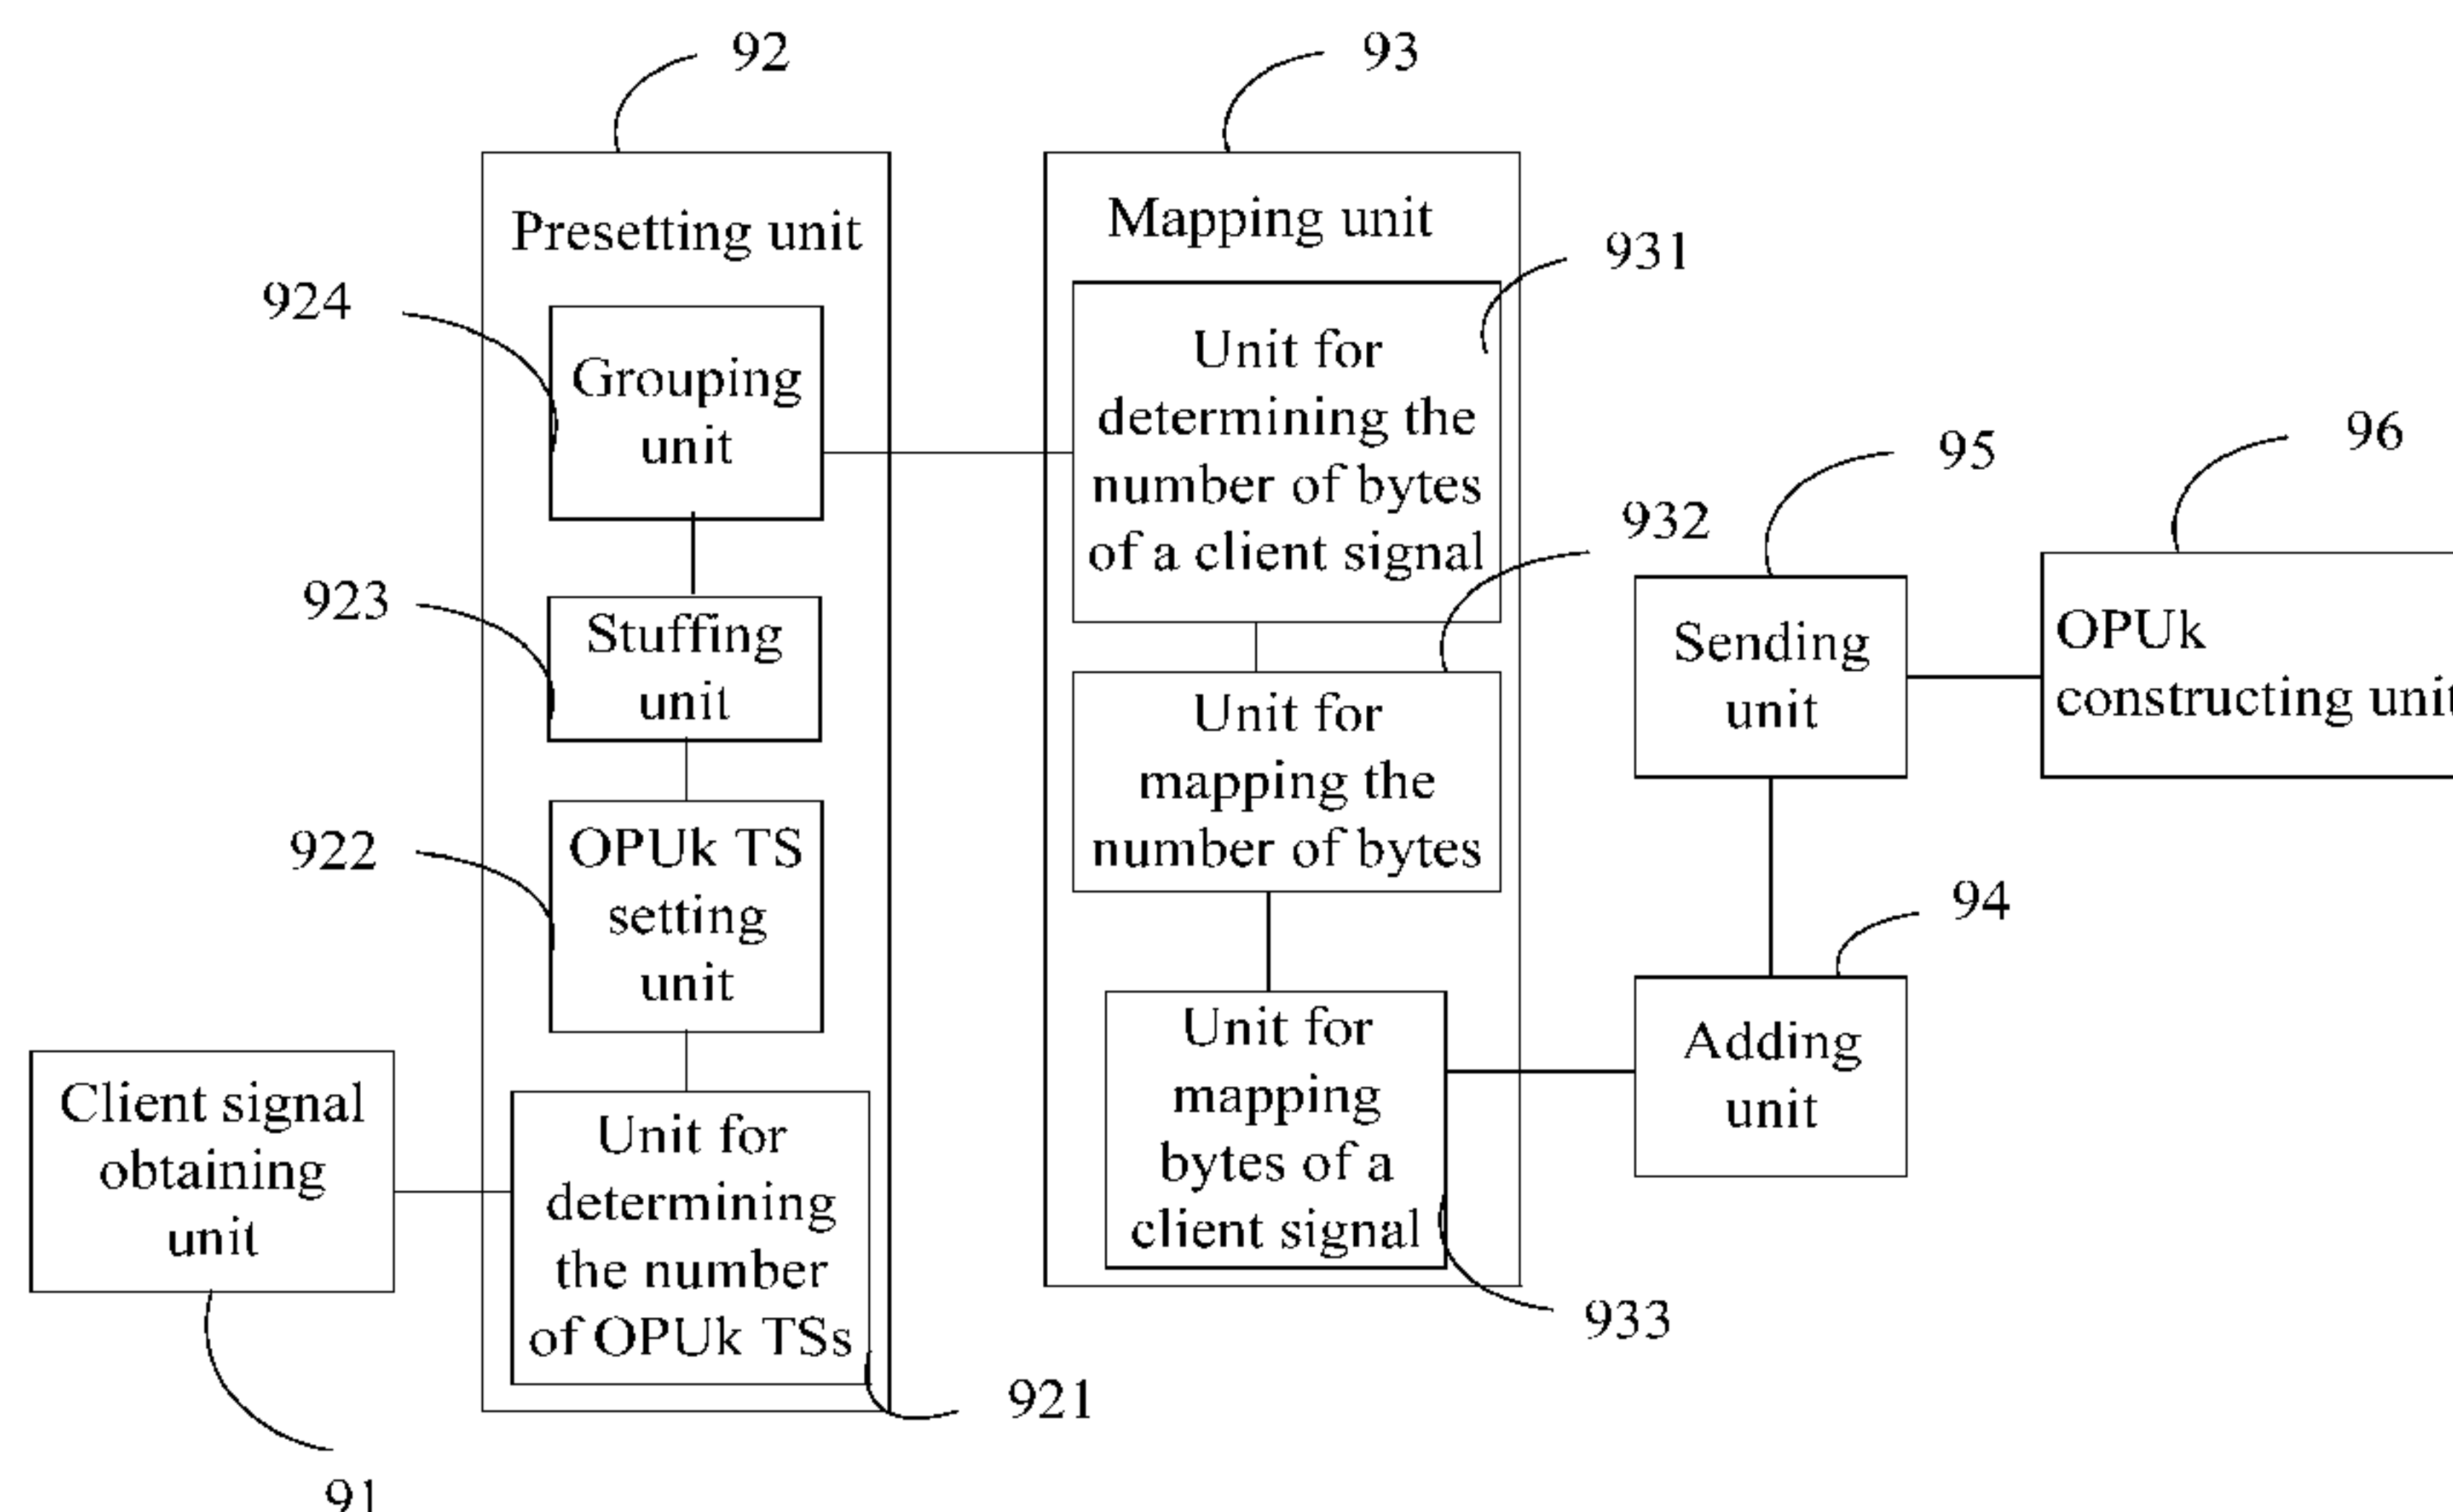 92
93
Presetting unit
Mapping unit
931
924
Unit for
determining the
number of bytes
of a client signal
Grouping
unit
96
95
932
923
Stuffing
unit
Sending
unit
OPUk
constructing unit
Unit for
mapping the
number of bytes
922
OPUk TS
setting
unit
94
Unit for
mapping
bytes of a
client signal
Adding
unit
Client signal
obtaining
unit
Unit for
determining
the number
of OPUk TSs
933
921
91